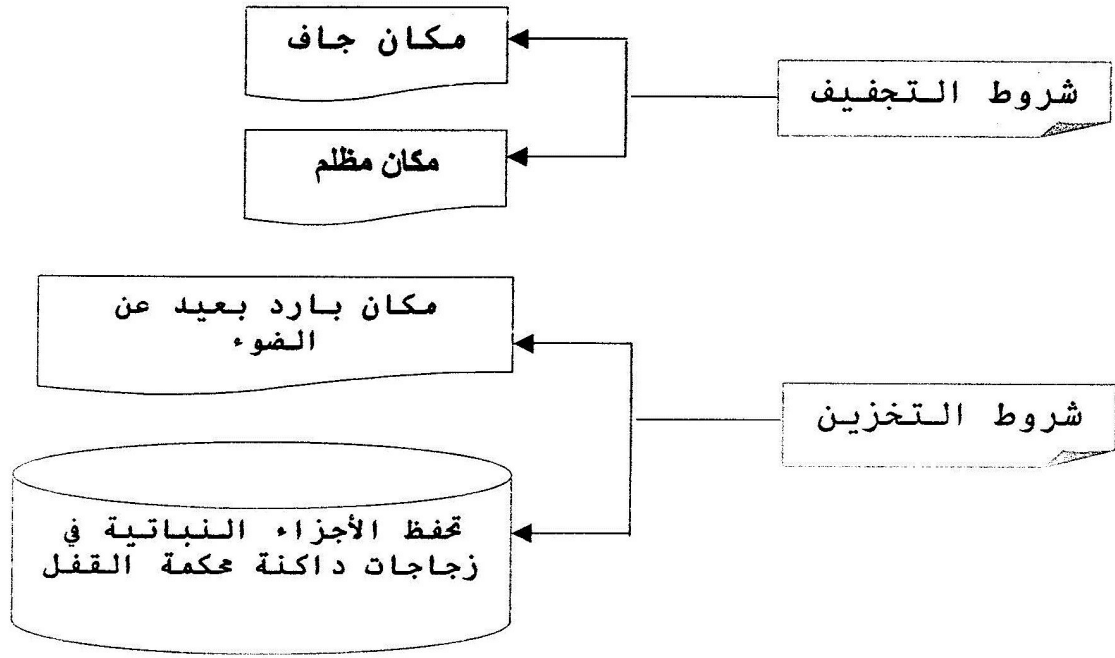 شروط التجفيف
مكان جاف
مكان مظلم
شروط التخزين
مكان بارد بعيد عن
الضوء
تحفظ الأجزاء النباتية في
زجاجات داكنة محكمة القفل